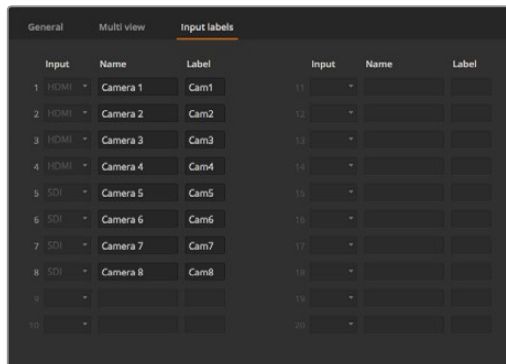 General Multi view Input labels
Input Name Label Input Name Label
1 HDMI Camera 1 Cam1 11
2 HDMI Camera 2 Cam2 12
3 HDMI Camera 3 Cam3 13
4 HDMI Camera 4 Cam4 14
5 SDI Camera 5 Cam5 15
6 SDI Camera 6 Cam6 16
7 SDI Camera 7 Cam7 17
8 SDI Camera 8 Cam8 18
9 19
10 20